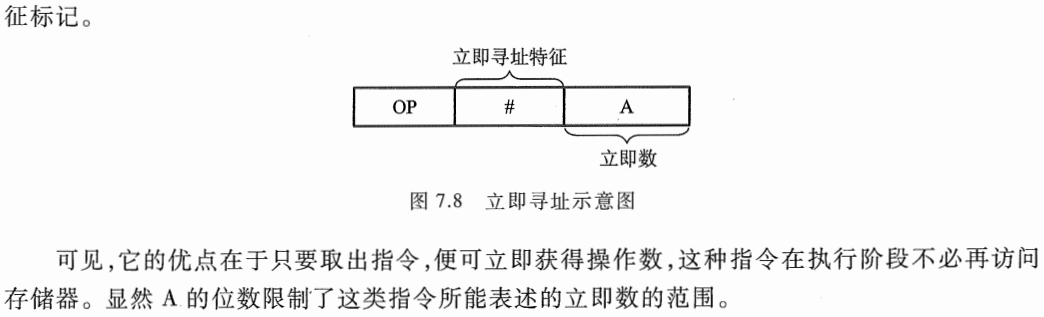 征标记。
立即寻址特征
OP # A
立即数
图 7.8 立即寻址示意图
可见,它的优点在于只要取出指令,便可立即获得操作数,这种指令在执行阶段不必再访问
存储器。显然 A 的位数限制了这类指令所能表述的立即数的范围。